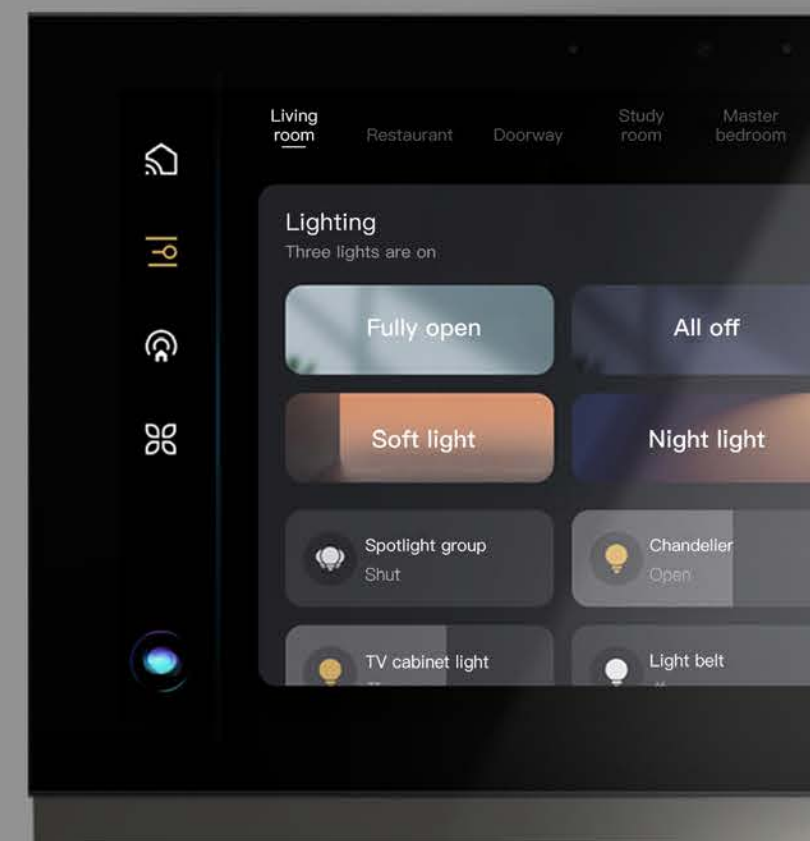 Living
room
Restaurant
Doorway
Study
room
Master
bedroom
Lighting
Three lights are on
Fully open
All off
Soft light
Night light
Spotlight group
Shut
Chandelier
Open
TV cabinet light
Light belt